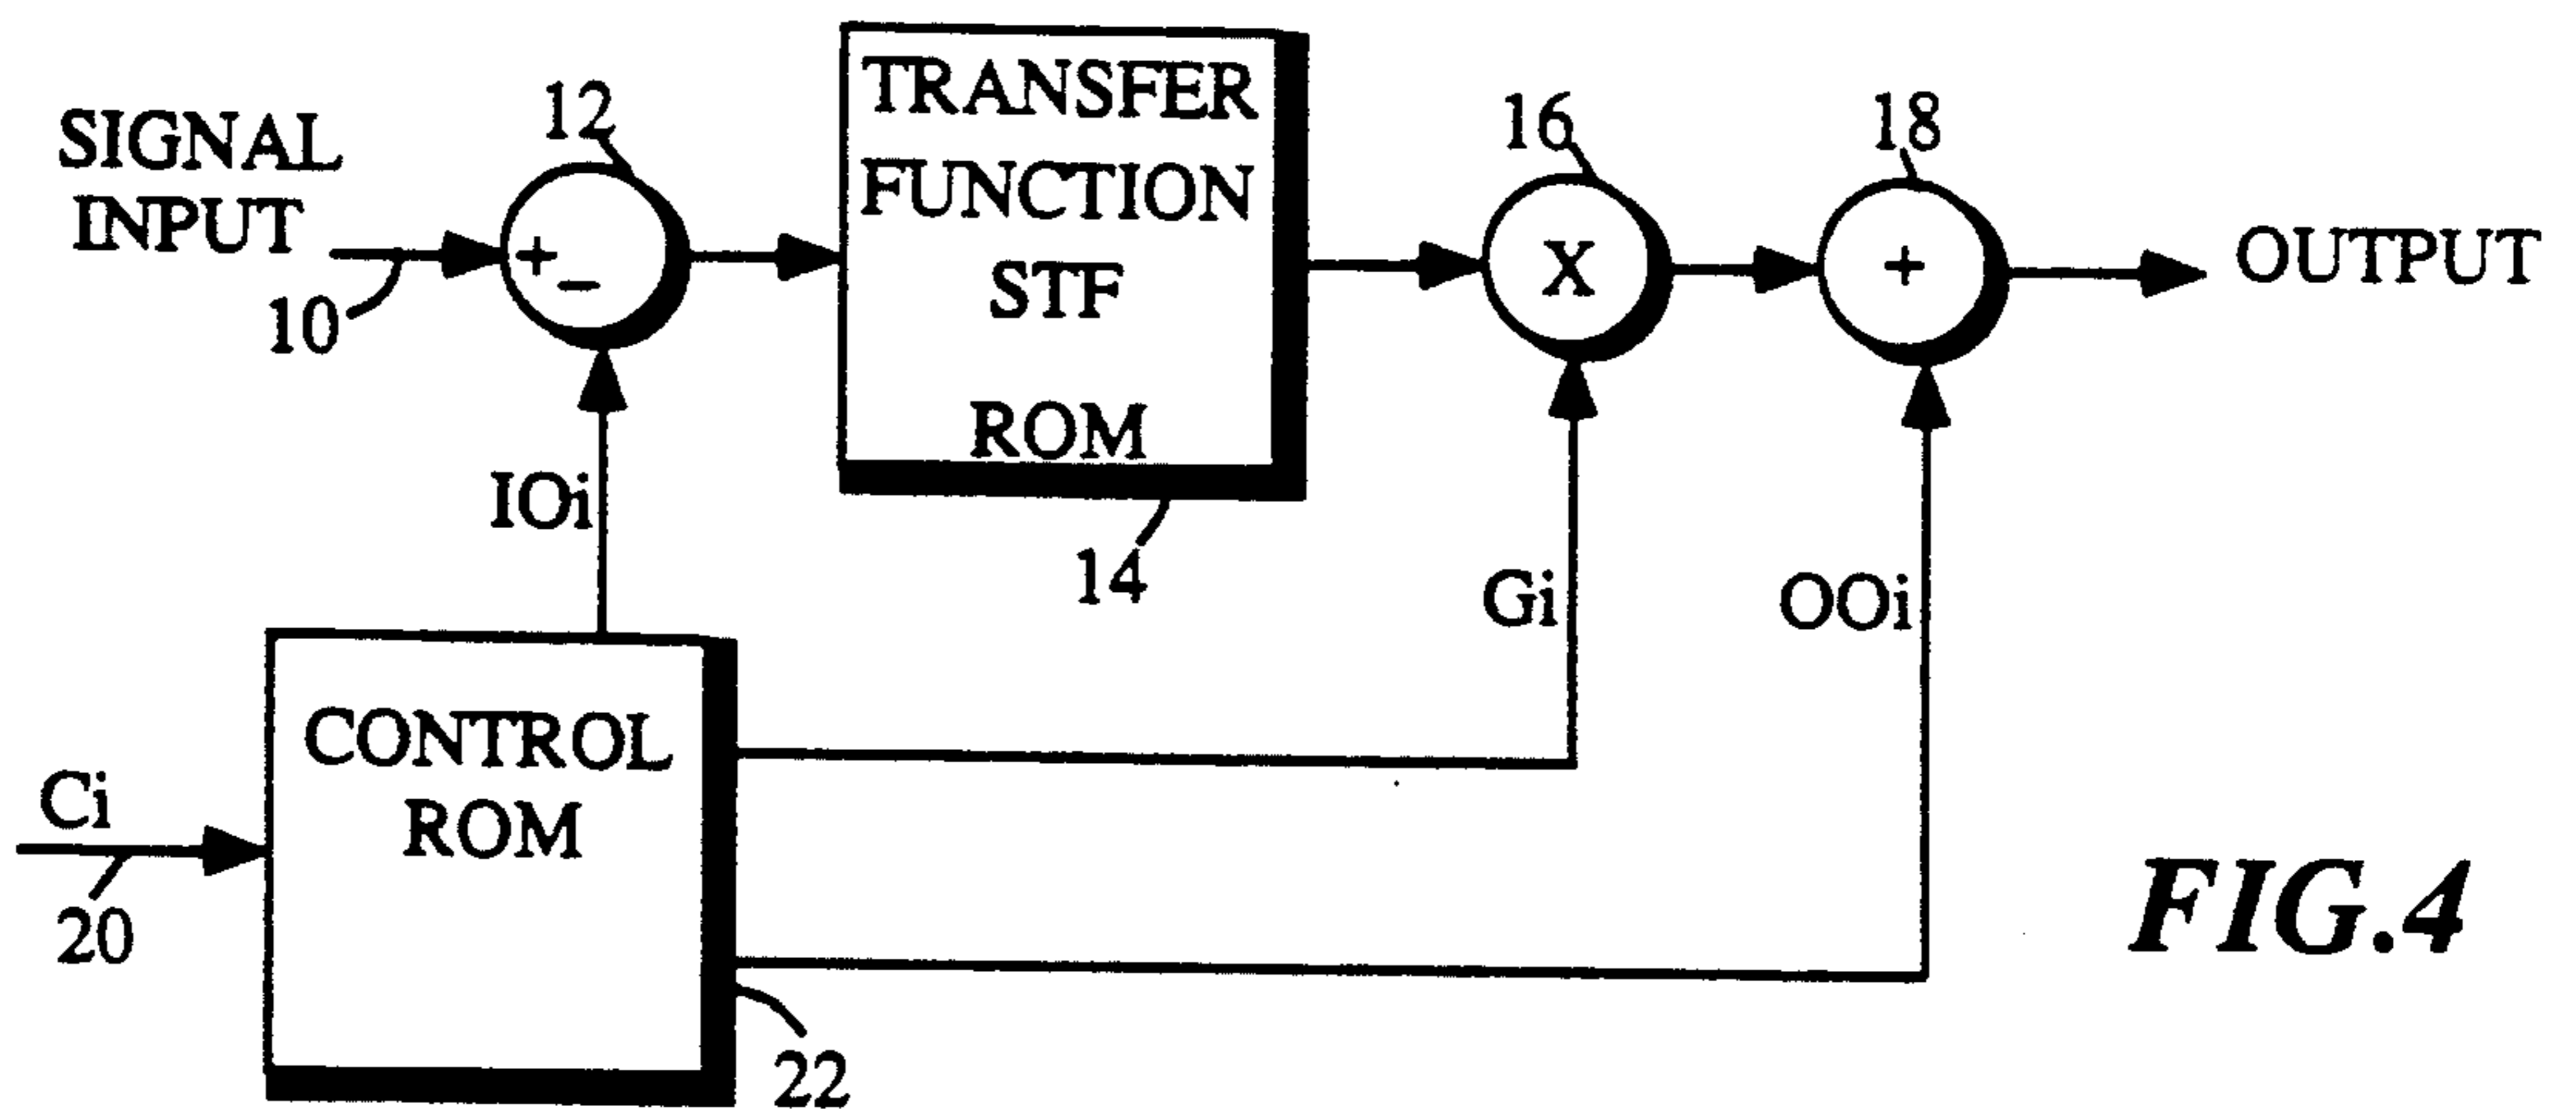 SIGNAL
INPUT
10
12
+
−
TRANSFER
FUNCTION
STF
ROM
14
16
X
18
+
OUTPUT
IOi
Gi
OOi
Ci
20
CONTROL
ROM
22
FIG.4